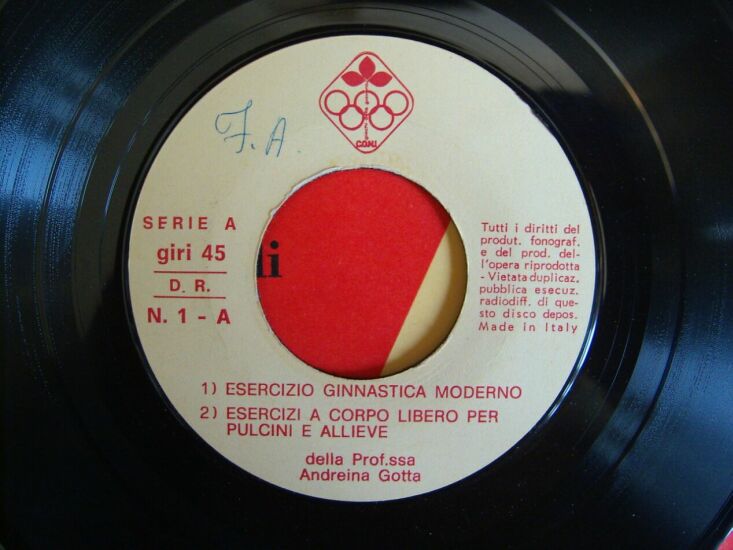 C.O.N.I.
F. A.
SERIE A
giri 45
D. R.
N. 1 - A
Tutti i diritti del
produt. fonograf.
e del prod. del-
l'opera riprodotta
- Vietata duplicaz.
pubblica esecuz.
radiodiff. di que-
sto disco depos.
Made in Italy
1) ESERCIZIO GINNASTICA MODERNO
2) ESERCIZI A CORPO LIBERO PER
PULCINI E ALLIEVE
della Prof.ssa
Andreina Gotta